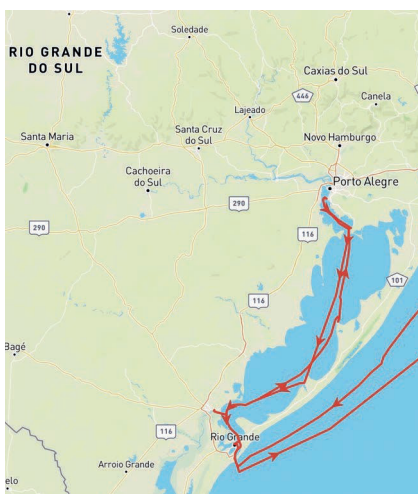 Soledade
RIO GRANDE
DO SUL
Caxias do Sul
446
Canela
Lajeado
Santa Cruz
do Sul
Santa Maria
Novo Hamburgo
Cachoeira
do Sul
Porto Alegre
290
290
116
101
116
Bagé
116
Rio Grande
Arroio Grande
elo